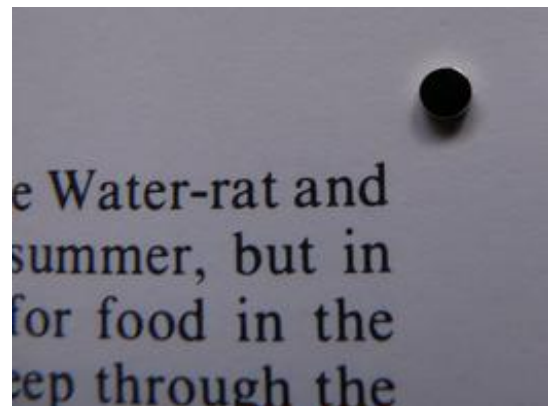 e Water-rat and
summer, but in
for food in the
eep through the